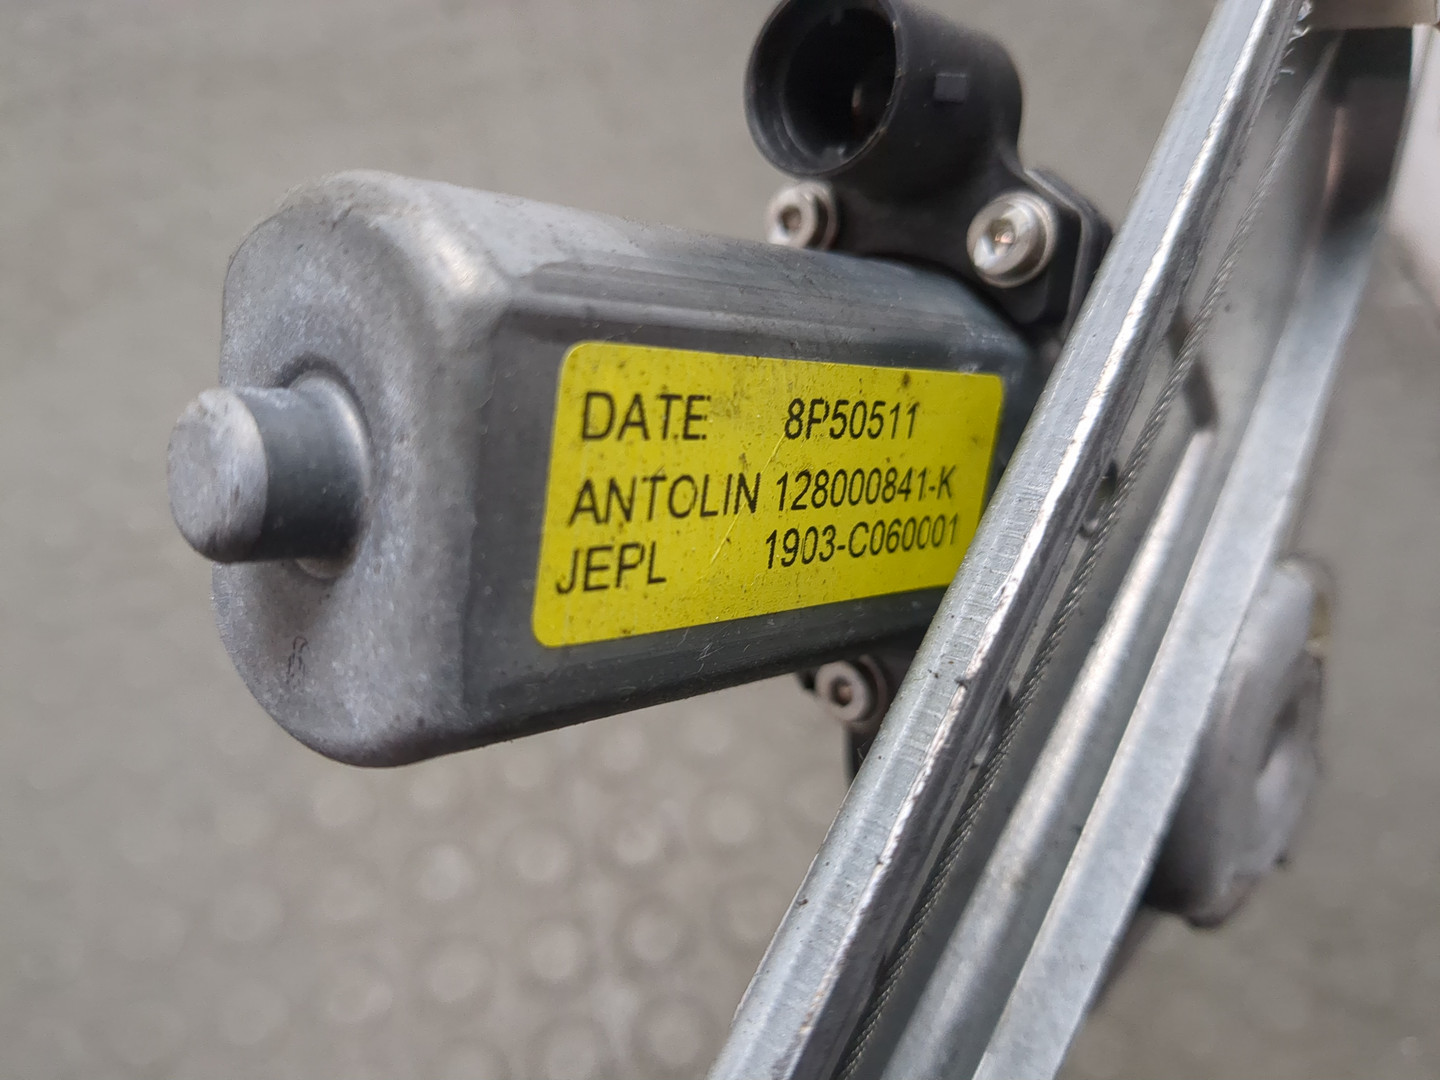 DATE 8P50511
ANTOLIN 128000841-K
JEPL 1903-C060001